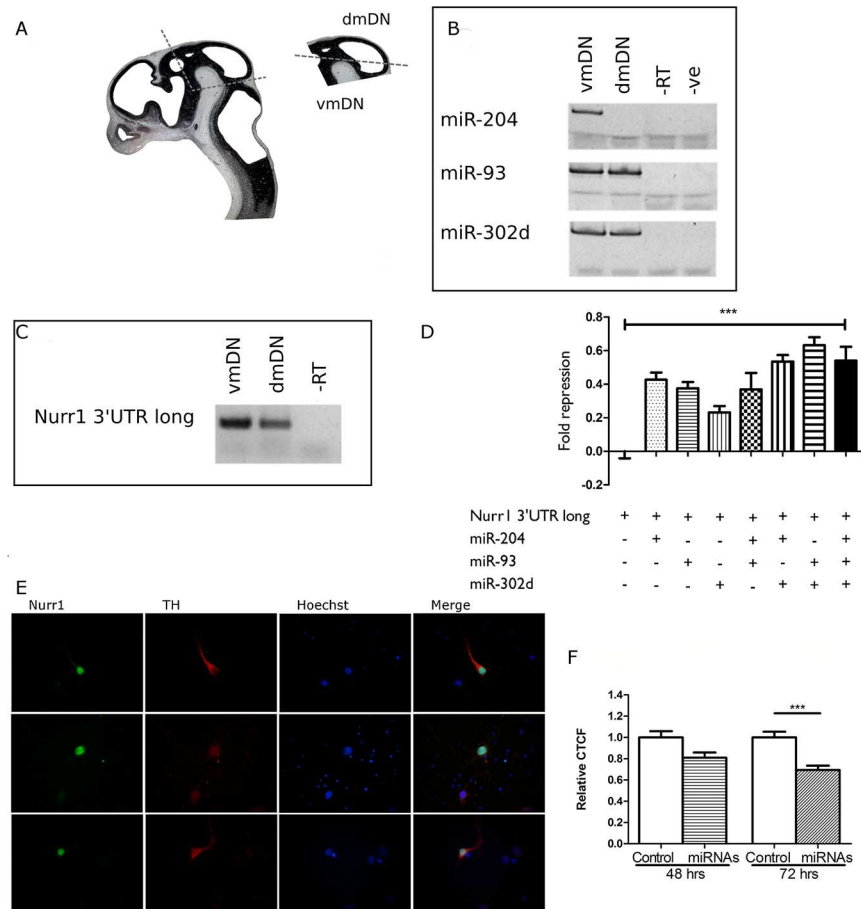 A
dmDN
vmDN
B
vmDN
dmDN
-RT
-ve
miR-204
miR-93
miR-302d
C
vmDN
dmDN
-RT
Nurr1 3'UTR long
D
***
Fold repression
0.8
0.6
0.4
0.2
0.0
-0.2
Nurr1 3'UTR long + + + + + + + +
miR-204 - + - - + + - +
miR-93 - - + - + - + +
miR-302d - - - + - + + +
E
Nurr1 TH Hoechst Merge
F
***
Relative CTCF
1.4
1.2
1.0
0.8
0.6
0.4
0.2
0.0
Control miRNAs Control miRNAs
48 hrs 72 hrs